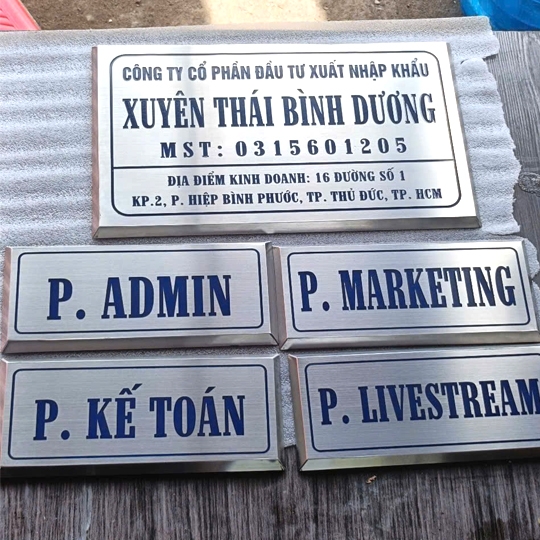 CÔNG TY CỔ PHẦN ĐẦU TƯ XUẤT NHẬP KHẨU
XUYÊN THÁI BÌNH DƯƠNG
MST: 0315601205
ĐỊA ĐIỂM KINH DOANH: 16 ĐƯỜNG SỐ 1
KP.2, P. HIỆP BÌNH PHƯỚC, TP. THỦ ĐỨC, TP. HCM
P. ADMIN
P. MARKETING
P. KẾ TOÁN
P. LIVESTREAM